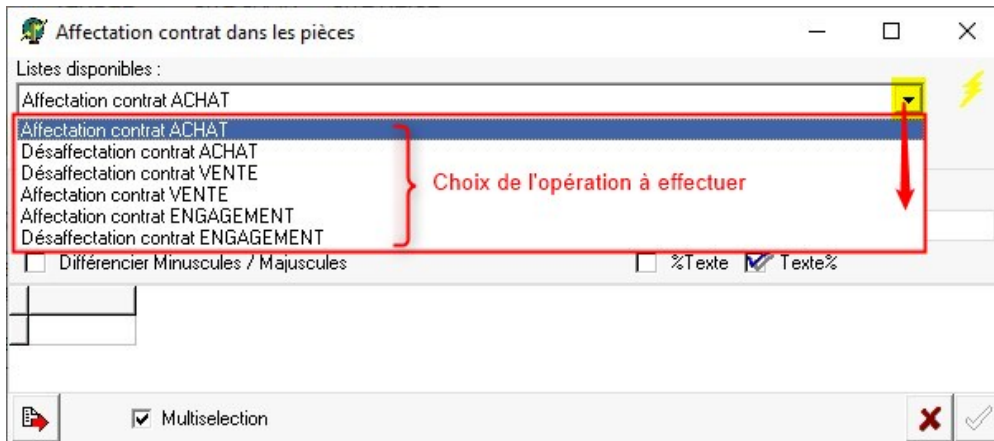 Affectation contrat dans les pièces
Listes disponibles :
Affectation contrat ACHAT
Affectation contrat ACHAT
Désaffectation contrat ACHAT
Désaffectation contrat VENTE
Affectation contrat VENTE
Affectation contrat ENGAGEMENT
Désaffectation contrat ENGAGEMENT
Choix de l'opération à effectuer
Différencier Minuscules / Majuscules
%Texte
Texte%
Multiselection